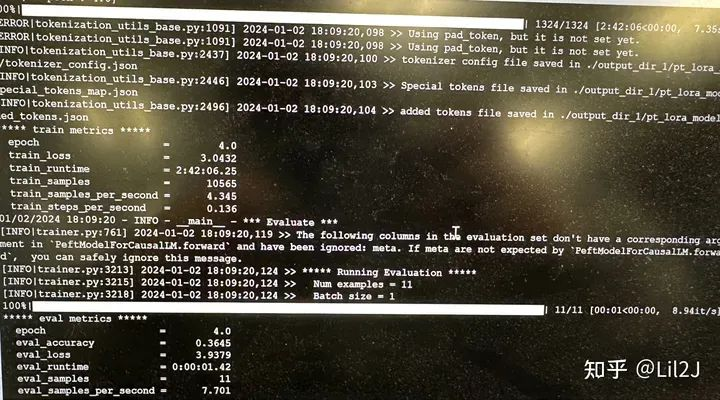 00%| | 1324/1324 [2:42:06<00:00, 7.35s
ERROR|tokenization_utils_base.py:1091] 2024-01-02 18:09:20,098 >> Using pad_token, but it is not set yet.
ERROR|tokenization_utils_base.py:1091] 2024-01-02 18:09:20,098 >> Using pad_token, but it is not set yet.
INFO|tokenization_utils_base.py:2437] 2024-01-02 18:09:20,100 >> tokenizer config file saved in ./output_dir_1/pt_lora_
/tokenizer_config.json
INFO|tokenization_utils_base.py:2446] 2024-01-02 18:09:20,103 >> Special tokens file saved in ./output_dir_1/pt_lora_mod
pecial_tokens_map.json
INFO|tokenization_utils_base.py:2496] 2024-01-02 18:09:20,104 >> added tokens file saved in ./output_dir_1/pt_lora_model
ed_tokens.json
**** train metrics *****
epoch = 4.0
train_loss = 3.0432
train_runtime = 2:42:06.25
train_samples = 10565
train_samples_per_second = 4.345
train_steps_per_second = 0.136
01/02/2024 18:09:20 - INFO - __main__ - *** Evaluate ***
[INFO|trainer.py:761] 2024-01-02 18:09:20,119 >> The following columns in the evaluation set don't have a corresponding arg
ment in `PeftModelForCausalLM.forward` and have been ignored: meta. If meta are not expected by `PeftModelForCausalLM.forwa
d`, you can safely ignore this message.
[INFO|trainer.py:3213] 2024-01-02 18:09:20,124 >> ***** Running Evaluation *****
[INFO|trainer.py:3215] 2024-01-02 18:09:20,124 >> Num examples = 11
[INFO|trainer.py:3218] 2024-01-02 18:09:20,124 >> Batch size = 1
100%| | 11/11 [00:01<00:00, 8.94it/s]
***** eval metrics *****
epoch = 4.0
eval_accuracy = 0.3645
eval_loss = 3.9379
eval_runtime = 0:00:01.42
eval_samples = 11
eval_samples_per_second = 7.701
知乎 @Lil2J